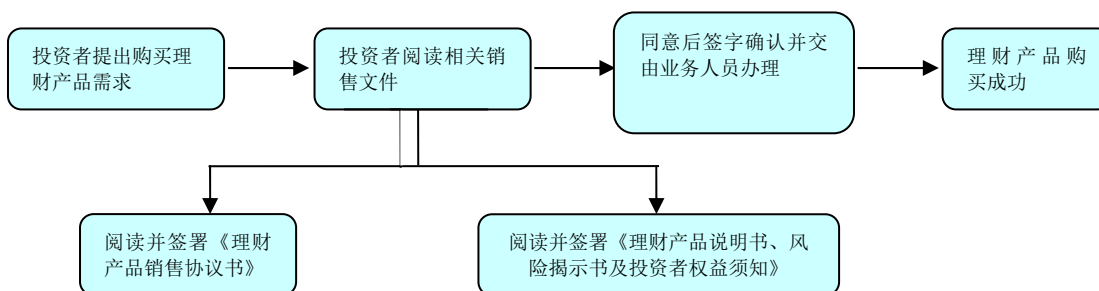 投资者提出购买理
财产品需求
投资者阅读相关销
售文件
同意后签字确认并交
由业务人员办理
理财产品购
买成功
阅读并签署《理财
产品销售协议书》
阅读并签署《理财产品说明书、风
险揭示书及投资者权益须知》